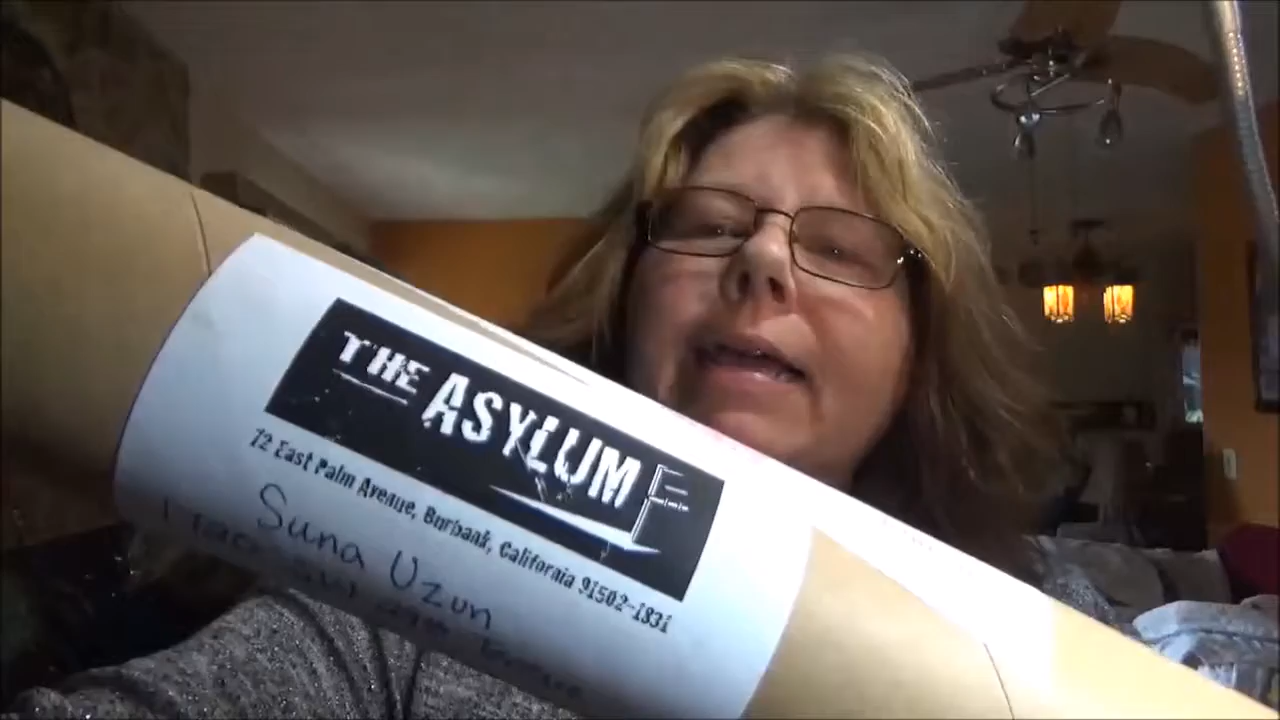 THE ASYLUM
72 East Palm Avenue, Burbank, California 91502-1831
Suna Uzun